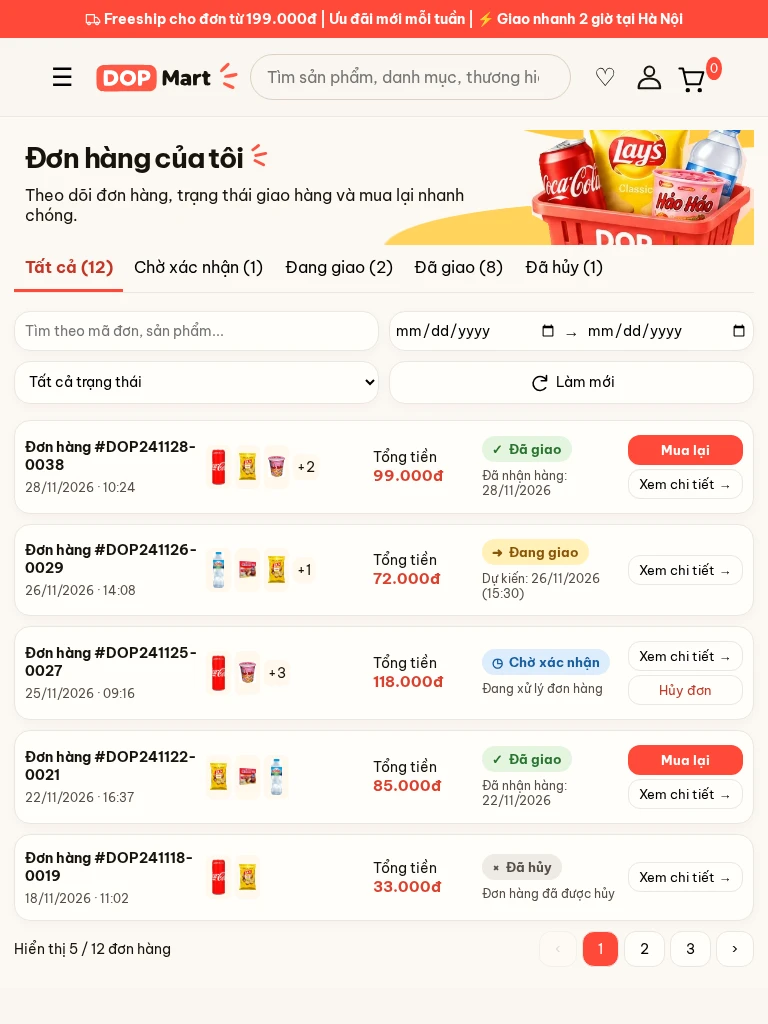 Freeship cho đơn từ 199.000đ | Ưu đãi mới mỗi tuần | ⚡ Giao nhanh 2 giờ tại Hà Nội
☰ DOP Mart Tìm sản phẩm, danh mục, thương hi ♡ 0
Đơn hàng của tôi
Theo dõi đơn hàng, trạng thái giao hàng và mua lại nhanh
chóng.
Coca-Cola Lay's Classic Hảo Hảo DOP
Tất cả (12) Chờ xác nhận (1) Đang giao (2) Đã giao (8) Đã hủy (1)
Tìm theo mã đơn, sản phẩm... mm/dd/yyyy → mm/dd/yyyy
Tất cả trạng thái Làm mới
Đơn hàng #DOP241128-
0038
28/11/2026 · 10:24
+2
Tổng tiền
99.000đ
✓ Đã giao
Đã nhận hàng:
28/11/2026
Mua lại
Xem chi tiết →
Đơn hàng #DOP241126-
0029
26/11/2026 · 14:08
+1
Tổng tiền
72.000đ
➜ Đang giao
Dự kiến: 26/11/2026
(15:30)
Xem chi tiết →
Đơn hàng #DOP241125-
0027
25/11/2026 · 09:16
+3
Tổng tiền
118.000đ
◷ Chờ xác nhận
Đang xử lý đơn hàng
Xem chi tiết →
Hủy đơn
Đơn hàng #DOP241122-
0021
22/11/2026 · 16:37
Tổng tiền
85.000đ
✓ Đã giao
Đã nhận hàng:
22/11/2026
Mua lại
Xem chi tiết →
Đơn hàng #DOP241118-
0019
18/11/2026 · 11:02
Tổng tiền
33.000đ
× Đã hủy
Đơn hàng đã được hủy
Xem chi tiết →
Hiển thị 5 / 12 đơn hàng ‹ 1 2 3 ›